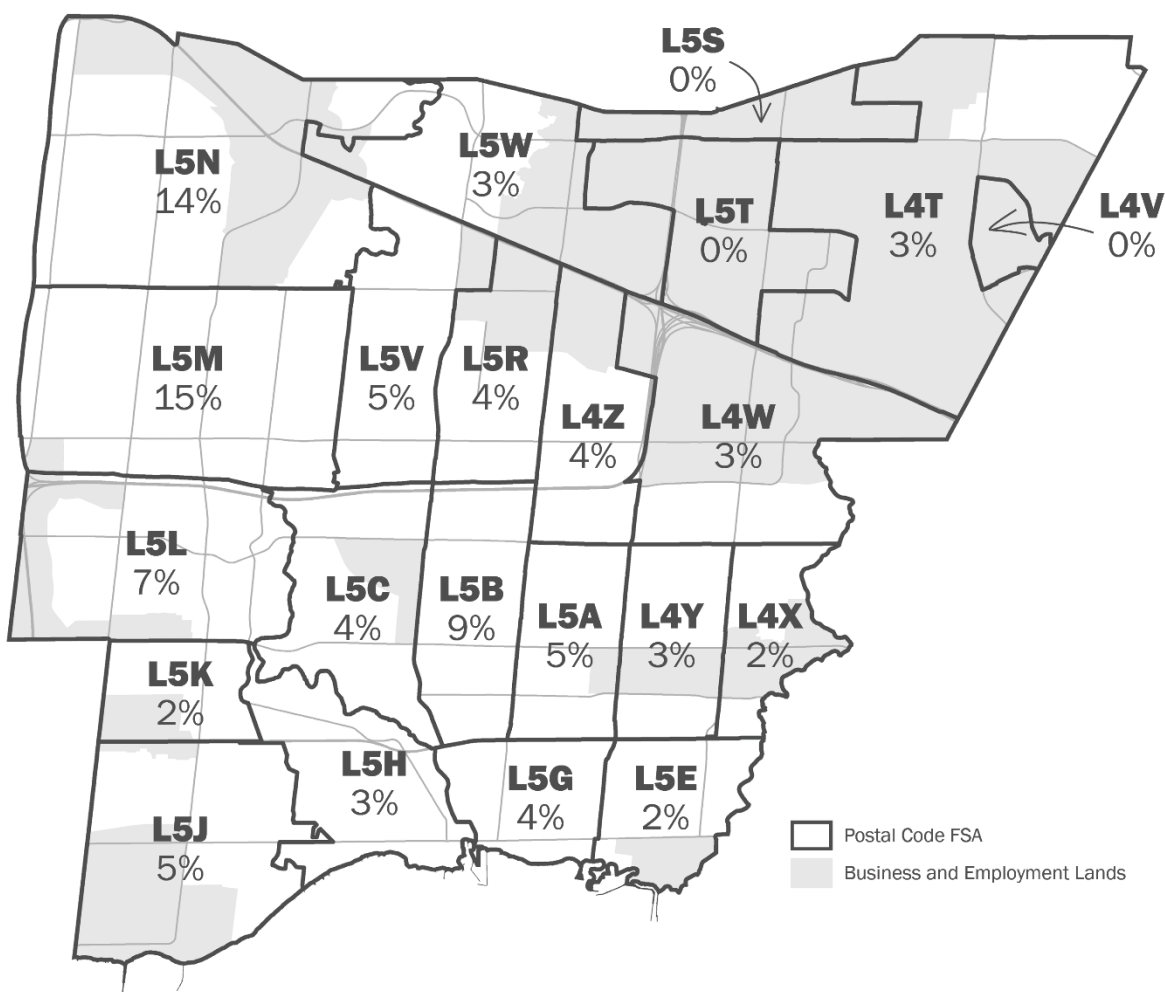 L5S
0%
L5N
14%
L5W
3%
L5T
0%
L4T
3%
L4V
0%
L5M
15%
L5V
5%
L5R
4%
L4Z
4%
L4W
3%
L5L
7%
L5C
4%
L5B
9%
L5A
5%
L4Y
3%
L4X
2%
L5K
2%
L5H
3%
L5G
4%
L5E
2%
L5J
5%
Postal Code FSA
Business and Employment Lands